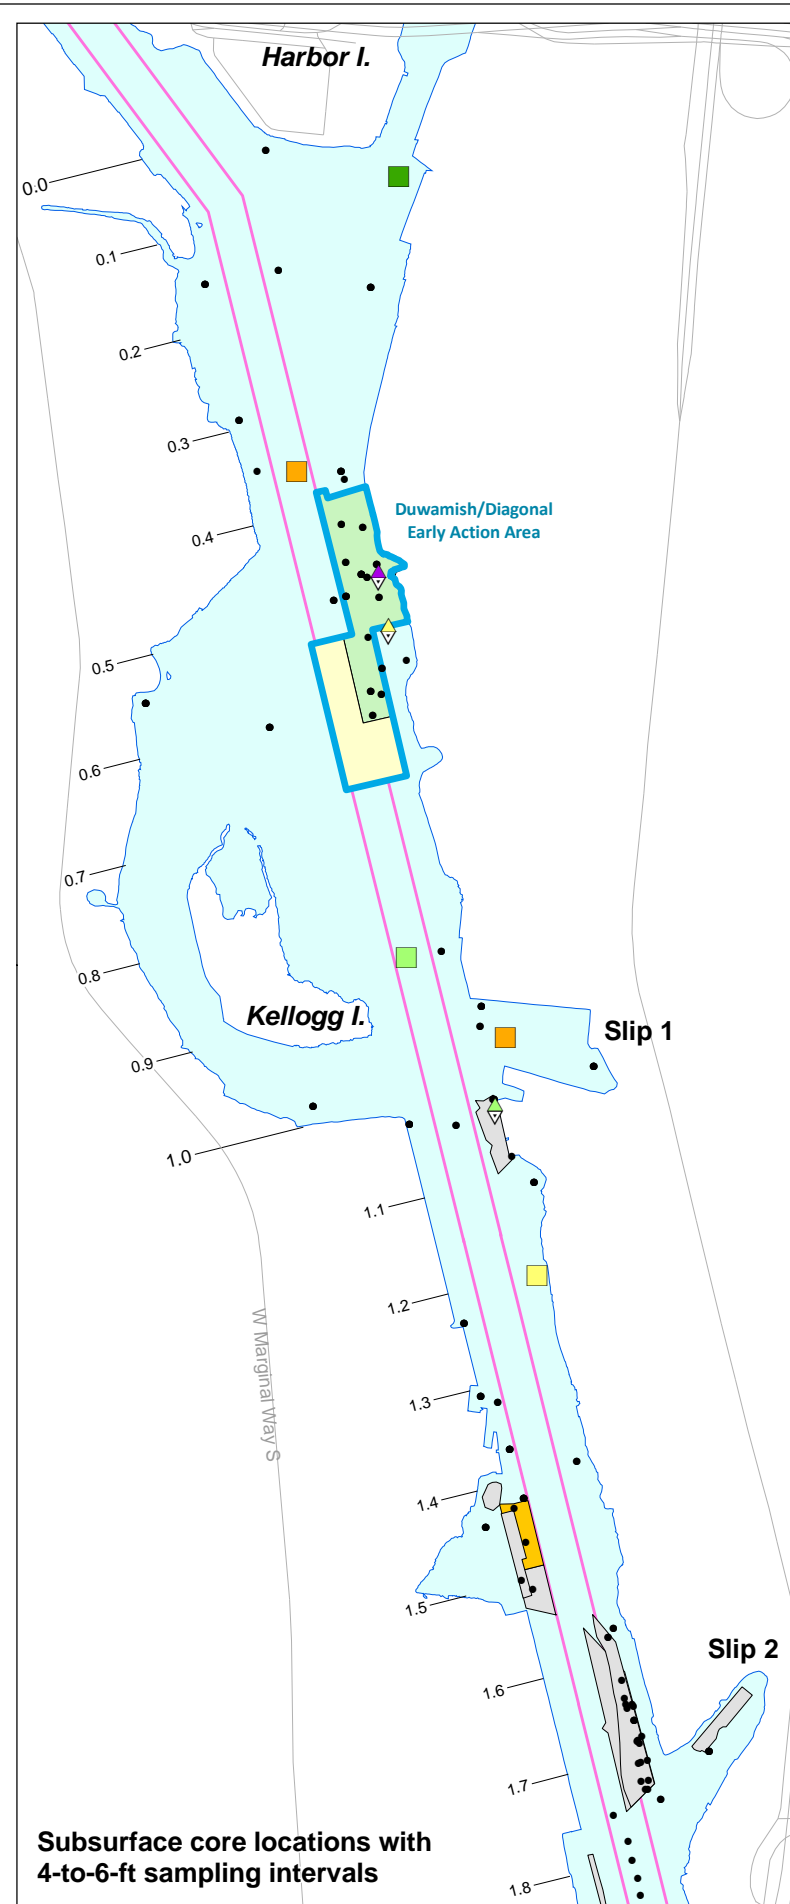 Harbor I.
0.0
0.1
0.2
0.3
0.4
Duwamish/Diagonal
Early Action Area
0.5
0.6
0.7
0.8
Kellogg I.
Slip 1
0.9
1.0
1.1
1.2
W Marginal Way S
1.3
1.4
1.5
Slip 2
1.6
1.7
Subsurface core locations with
4-to-6-ft sampling intervals
1.8